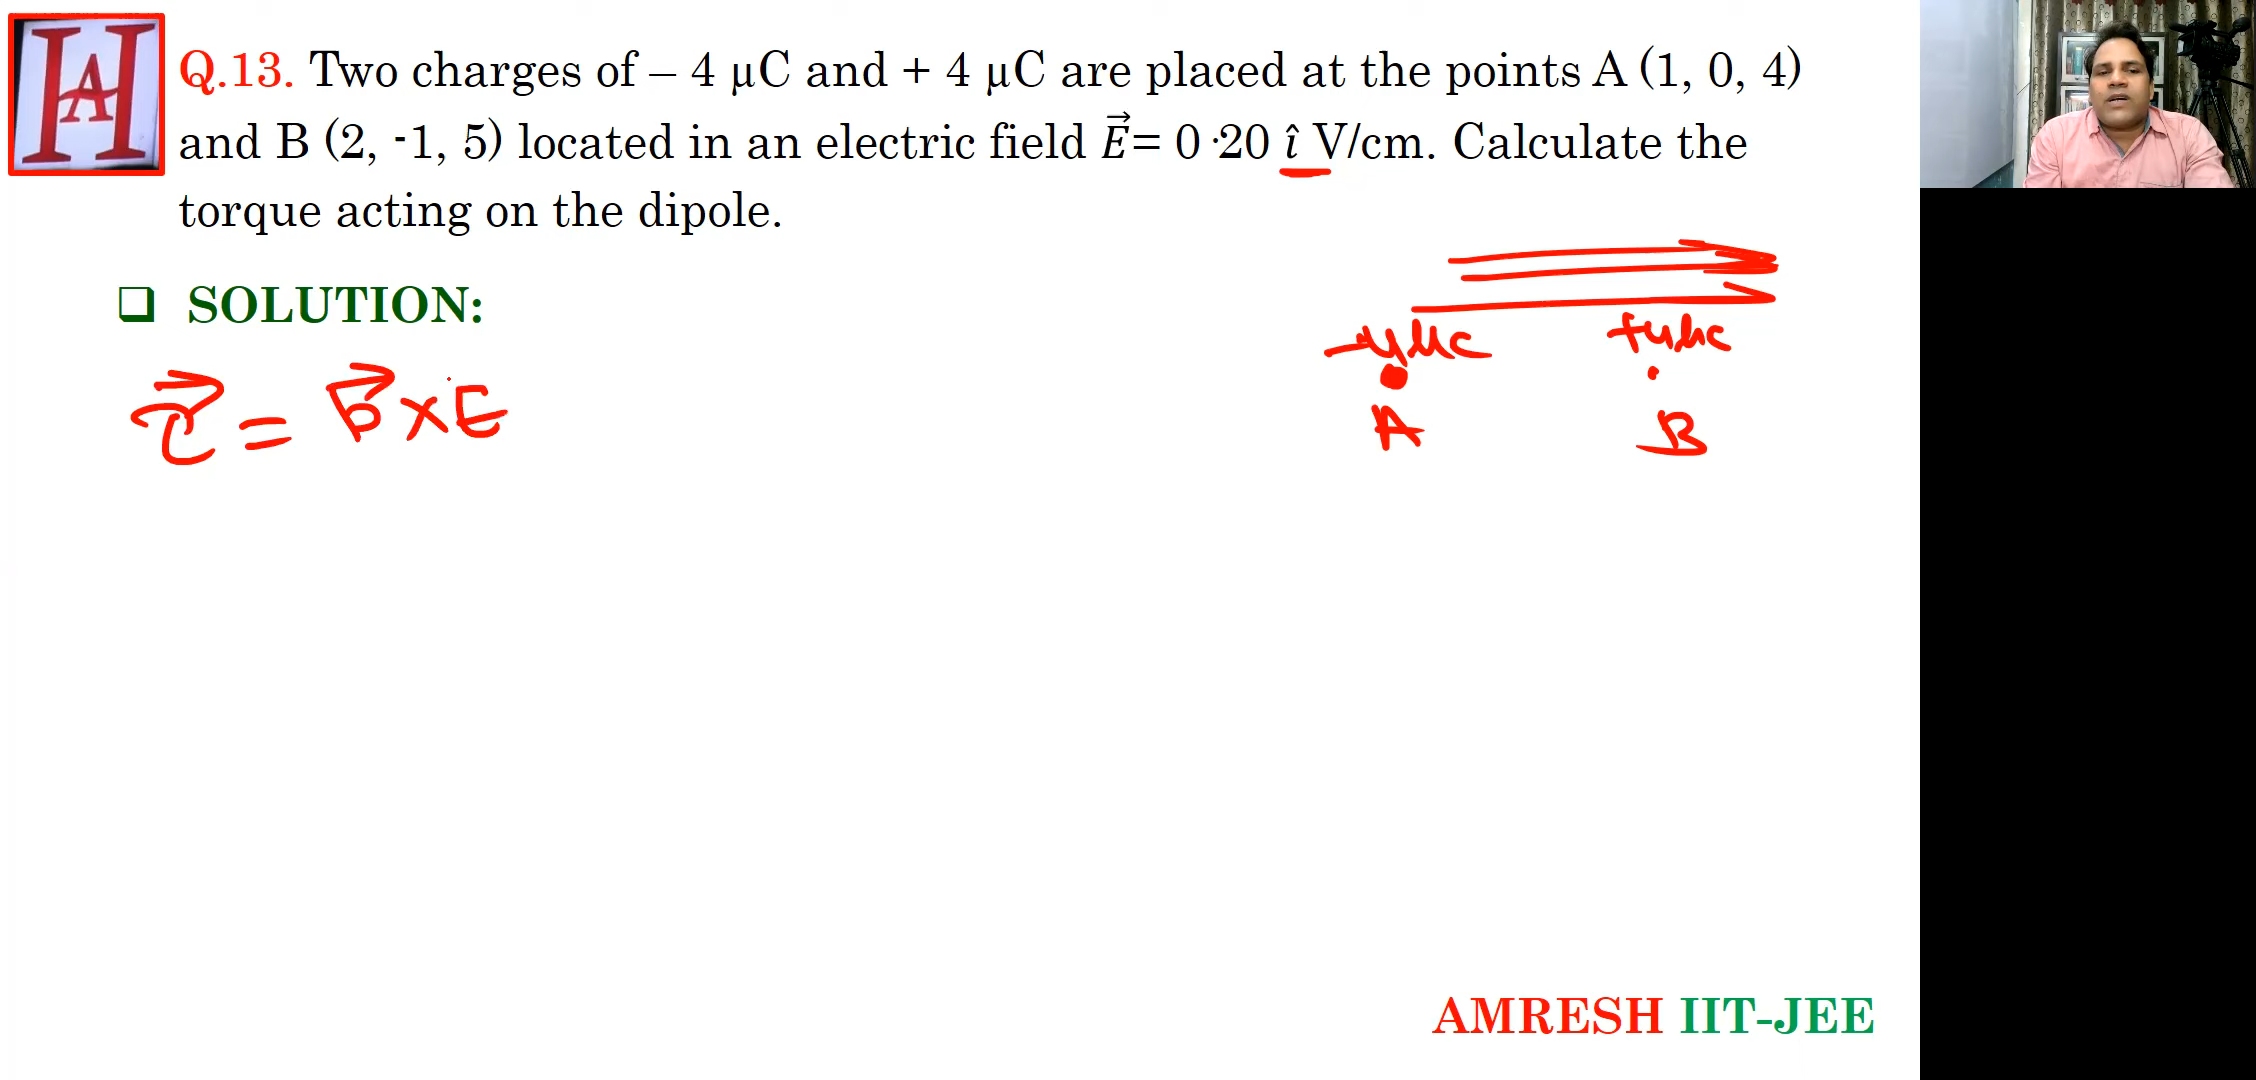 HA
Q.13. Two charges of – 4 µC and + 4 µC are placed at the points A (1, 0, 4)
and B (2, -1, 5) located in an electric field E⃗= 0·20 î V/cm. Calculate the
torque acting on the dipole.
❑ SOLUTION:
-4μc +4μc
A B
τ⃗ = p⃗ × E
AMRESH IIT-JEE